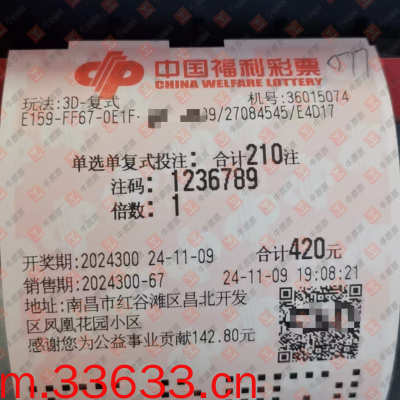 中国福利彩票
CHINA WELFARE LOTTERY
077
玩法:3D-复式
机号:36015074
E159-FF67-0E1F- 09/27084545/E4D17
单选单复式投注: 合计210注
注码: 1236789
倍数: 1
开奖期:2024300 24-11-09 合计420元
销售期:2024300-67 24-11-09 19:08:21
地址:南昌市红谷滩区昌北开发
区凤凰花园小区
感谢您为公益事业贡献142.80元
m.33633.cn